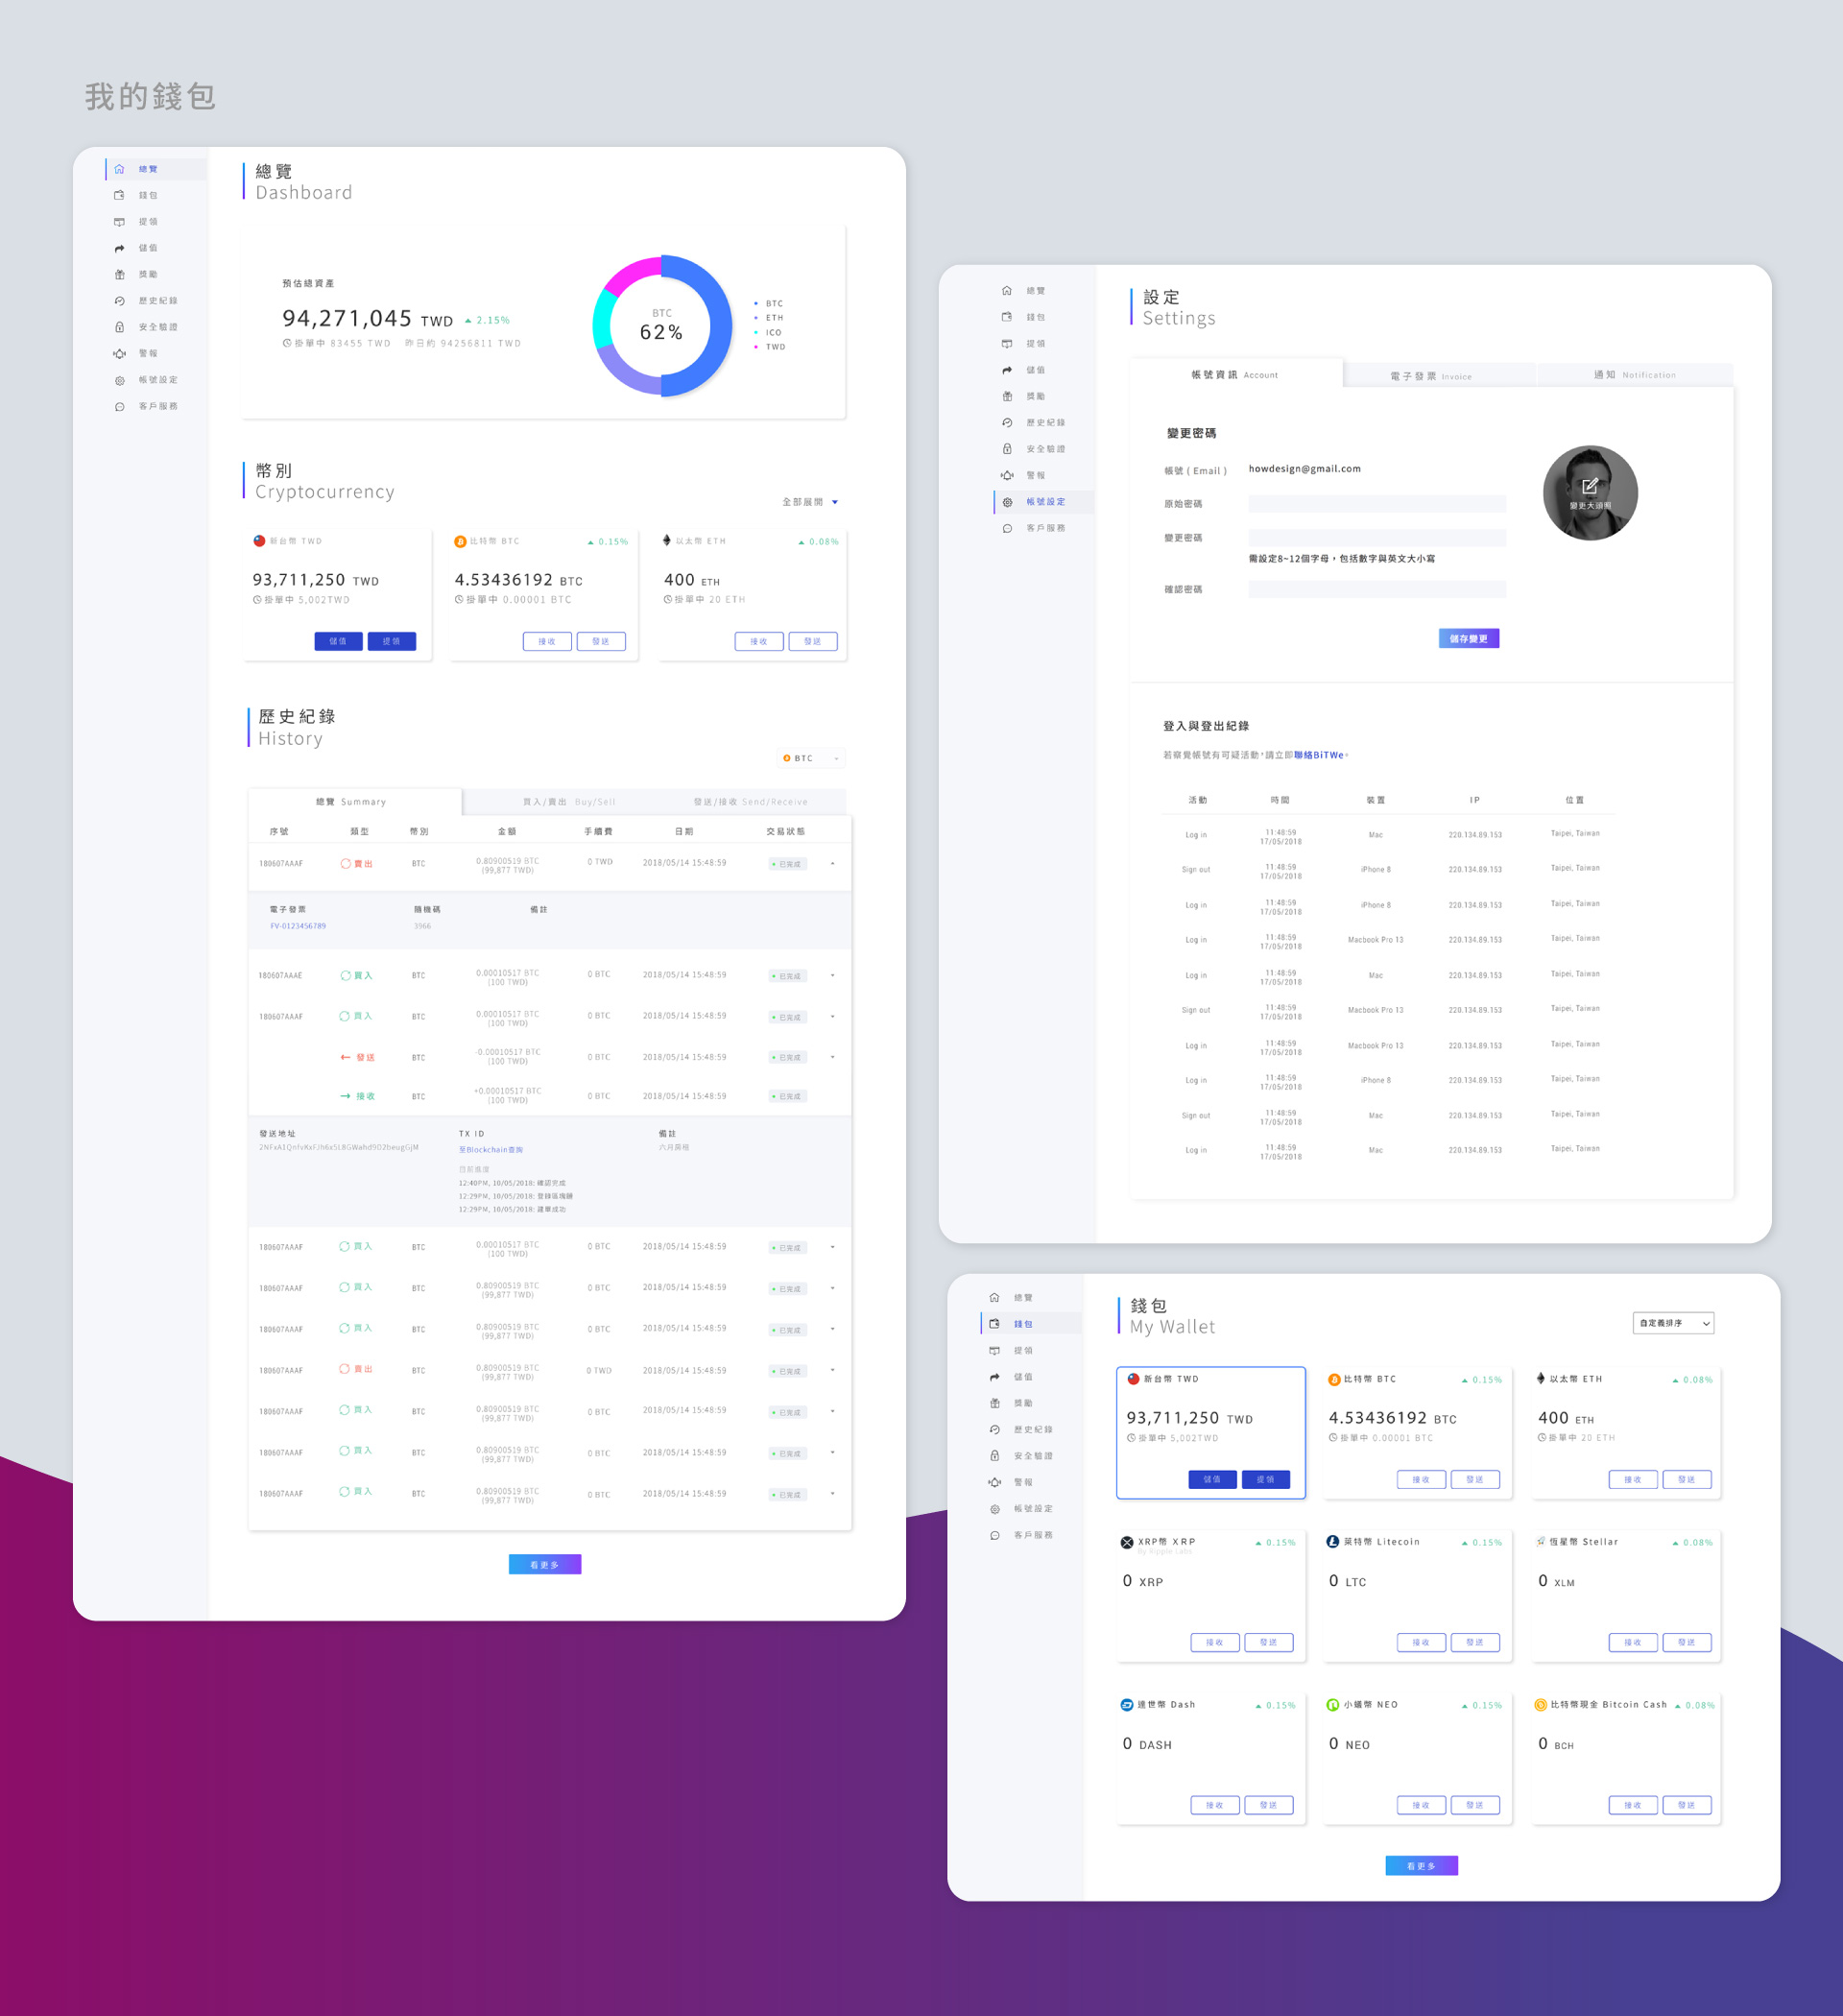 我的錢包
總覽
錢包
提領
儲值
獎勵
歷史紀錄
安全驗證
警報
帳號設定
客戶服務
總覽
Dashboard
預估總資產
94,271,045 TWD 2.15%
掛單中 83455 TWD 昨日約 94256811 TWD
BTC
62%
BTC
ETH
ICO
TWD
幣別
Cryptocurrency
全部展開
新台幣 TWD
93,711,250 TWD
掛單中 5,002TWD
儲值 提領
比特幣 BTC 0.15%
4.53436192 BTC
掛單中 0.00001 BTC
接收 發送
以太幣 ETH 0.08%
400 ETH
掛單中 20 ETH
接收 發送
歷史紀錄
History
BTC
總覽 Summary 買入/賣出 Buy/Sell 發送/接收 Send/Receive
序號 類型 幣別 金額 手續費 日期 交易狀態
180607AAAF 賣出 BTC 0.80900519 BTC 0 TWD 2018/05/14 15:48:59 已完成
(99,877 TWD)
電子發票 隨機碼 備註
FV-0123456789 3966
180607AAAE 買入 BTC 0.00010517 BTC 0 BTC 2018/05/14 15:48:59 已完成
(100 TWD)
180607AAAF 買入 BTC 0.00010517 BTC 0 BTC 2018/05/14 15:48:59 已完成
(100 TWD)
發送 BTC -0.00010517 BTC 0 BTC 2018/05/14 15:48:59 已完成
(100 TWD)
接收 BTC +0.00010517 BTC 0 BTC 2018/05/14 15:48:59 已完成
(100 TWD)
發送地址 TX ID 備註
至Blockchain查詢
12:40PM, 10/05/2018: 確認完成
12:29PM, 10/05/2018: 登錄區塊鏈
12:29PM, 10/05/2018: 建單成功
180607AAAF 買入 BTC 0.00010517 BTC 0 BTC 2018/05/14 15:48:59 已完成
(100 TWD)
180607AAAF 買入 BTC 0.80900519 BTC 0 BTC 2018/05/14 15:48:59 已完成
(99,877 TWD)
180607AAAF 買入 BTC 0.80900519 BTC 0 BTC 2018/05/14 15:48:59 已完成
(99,877 TWD)
180607AAAF 賣出 BTC 0.80900519 BTC 0 TWD 2018/05/14 15:48:59 已完成
(99,877 TWD)
180607AAAF 買入 BTC 0.80900519 BTC 0 BTC 2018/05/14 15:48:59 已完成
(99,877 TWD)
180607AAAF 買入 BTC 0.80900519 BTC 0 BTC 2018/05/14 15:48:59 已完成
(99,877 TWD)
180607AAAF 買入 BTC 0.80900519 BTC 0 BTC 2018/05/14 15:48:59 已完成
(99,877 TWD)
看更多
總覽
錢包
提領
儲值
獎勵
歷史紀錄
安全驗證
警報
帳號設定
客戶服務
設定
Settings
帳號資訊 Account 電子發票 Invoice 通知 Notification
變更密碼
帳號 ( Email ) howdesign@gmail.com
原始密碼
變更密碼
需設定8~12個字母，包括數字與英文大小寫
確認密碼
變更大頭照
儲存變更
登入與登出紀錄
若察覺帳號有可疑活動，請立即聯絡BiTWe。
活動 時間 裝置 IP 位置
Log in 11:48:59 Mac 220.134.89.153 Taipei, Taiwan
17/05/2018
Sign out 11:48:59 iPhone 8 220.134.89.153 Taipei, Taiwan
17/05/2018
Log in 11:48:59 iPhone 8 220.134.89.153 Taipei, Taiwan
17/05/2018
Log in 11:48:59 Macbook Pro 13 220.134.89.153 Taipei, Taiwan
17/05/2018
Log in 11:48:59 Mac 220.134.89.153 Taipei, Taiwan
17/05/2018
Sign out 11:48:59 Macbook Pro 13 220.134.89.153 Taipei, Taiwan
17/05/2018
Log in 11:48:59 Macbook Pro 13 220.134.89.153 Taipei, Taiwan
17/05/2018
Log in 11:48:59 iPhone 8 220.134.89.153 Taipei, Taiwan
17/05/2018
Sign out 11:48:59 Mac 220.134.89.153 Taipei, Taiwan
17/05/2018
Log in 11:48:59 Mac 220.134.89.153 Taipei, Taiwan
17/05/2018
總覽
錢包
提領
儲值
獎勵
歷史紀錄
安全驗證
警報
帳號設定
客戶服務
錢包
My Wallet
自定義排序
新台幣 TWD
93,711,250 TWD
掛單中 5,002TWD
儲值 提領
比特幣 BTC 0.15%
4.53436192 BTC
掛單中 0.00001 BTC
接收 發送
以太幣 ETH 0.08%
400 ETH
掛單中 20 ETH
接收 發送
XRP幣 XRP 0.15%
By Ripple Labs
0 XRP
接收 發送
萊特幣 Litecoin 0.15%
0 LTC
接收 發送
恆星幣 Stellar 0.08%
0 XLM
接收 發送
達世幣 Dash 0.15%
0 DASH
接收 發送
小蟻幣 NEO 0.15%
0 NEO
接收 發送
比特幣現金 Bitcoin Cash 0.08%
0 BCH
接收 發送
看更多